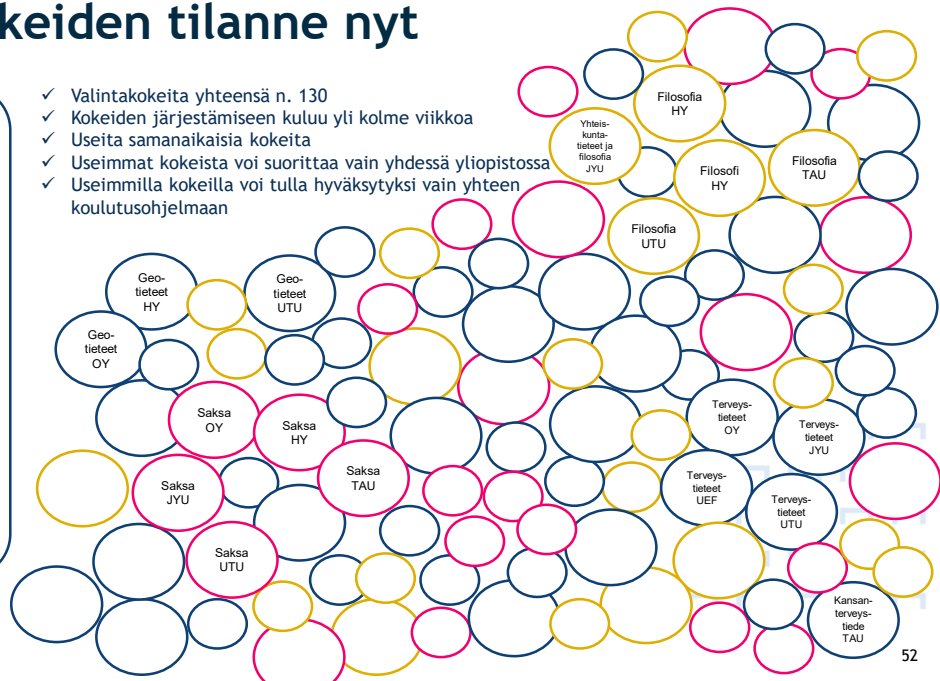 keiden tilanne nyt
✓ Valintakokeita yhteensä n. 130
✓ Kokeiden järjestämiseen kuluu yli kolme viikkoa
✓ Useita samanaikaisia kokeita
✓ Useimmat kokeista voi suorittaa vain yhdessä yliopistossa
✓ Useimmilla kokeilla voi tulla hyväksytyksi vain yhteen
koulutusohjelmaan
Filosofia
HY
Yhteis-
kunta-
tieteet ja
filosofia
JYU
Filosofi
HY
Filosofia
TAU
Filosofia
UTU
Geo-
tieteet
HY
Geo-
tieteet
UTU
Geo-
tieteet
OY
Saksa
OY
Saksa
HY
Saksa
JYU
Saksa
TAU
Saksa
UTU
Terveys-
tieteet
OY
Terveys-
tieteet
JYU
Terveys-
tieteet
UEF
Terveys-
tieteet
UTU
Kansan-
terveys-
tiede
TAU
52